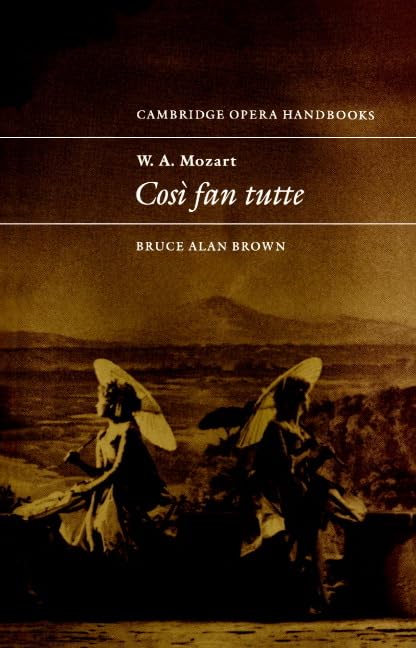 CAMBRIDGE OPERA HANDBOOKS
W. A. Mozart
Così fan tutte
BRUCE ALAN BROWN